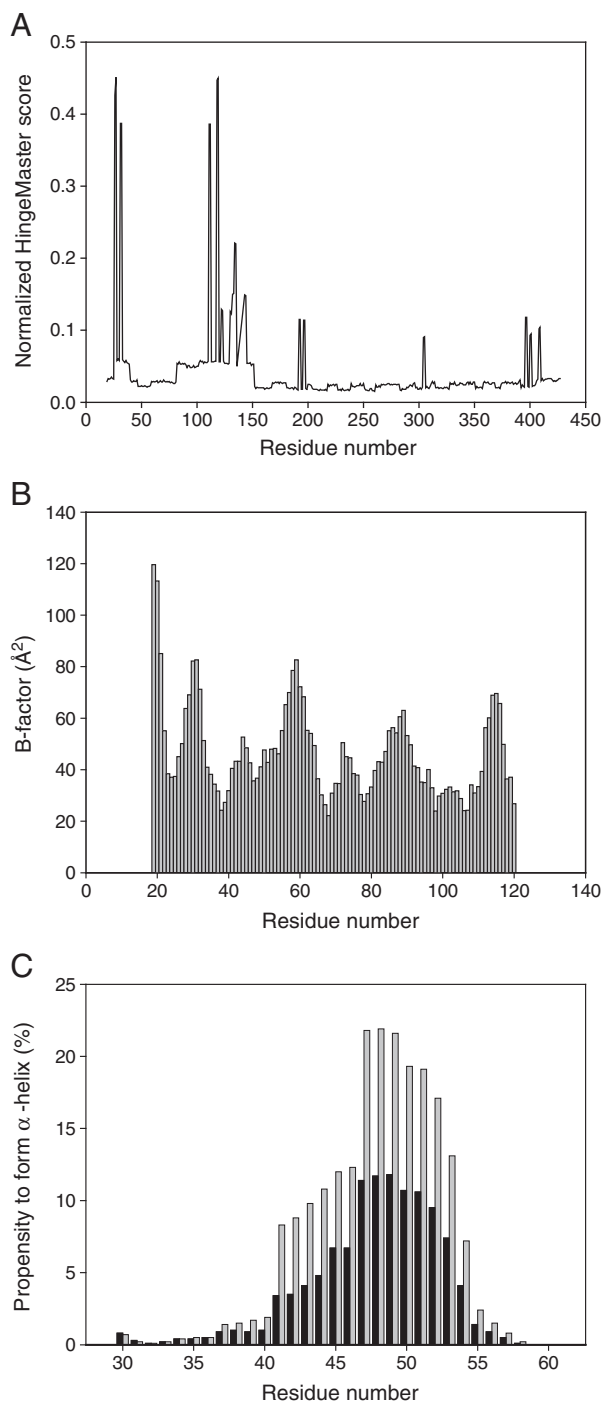 A
Normalized HingeMaster score
0.5
0.4
0.3
0.2
0.1
0.0
0 50 100 150 200 250 300 350 400 450
Residue number
B
B-factor (Å²)
140
120
100
80
60
40
20
0
0 20 40 60 80 100 120 140
Residue number
C
Propensity to form α -helix (%)
25
20
15
10
5
0
30 35 40 45 50 55 60
Residue number